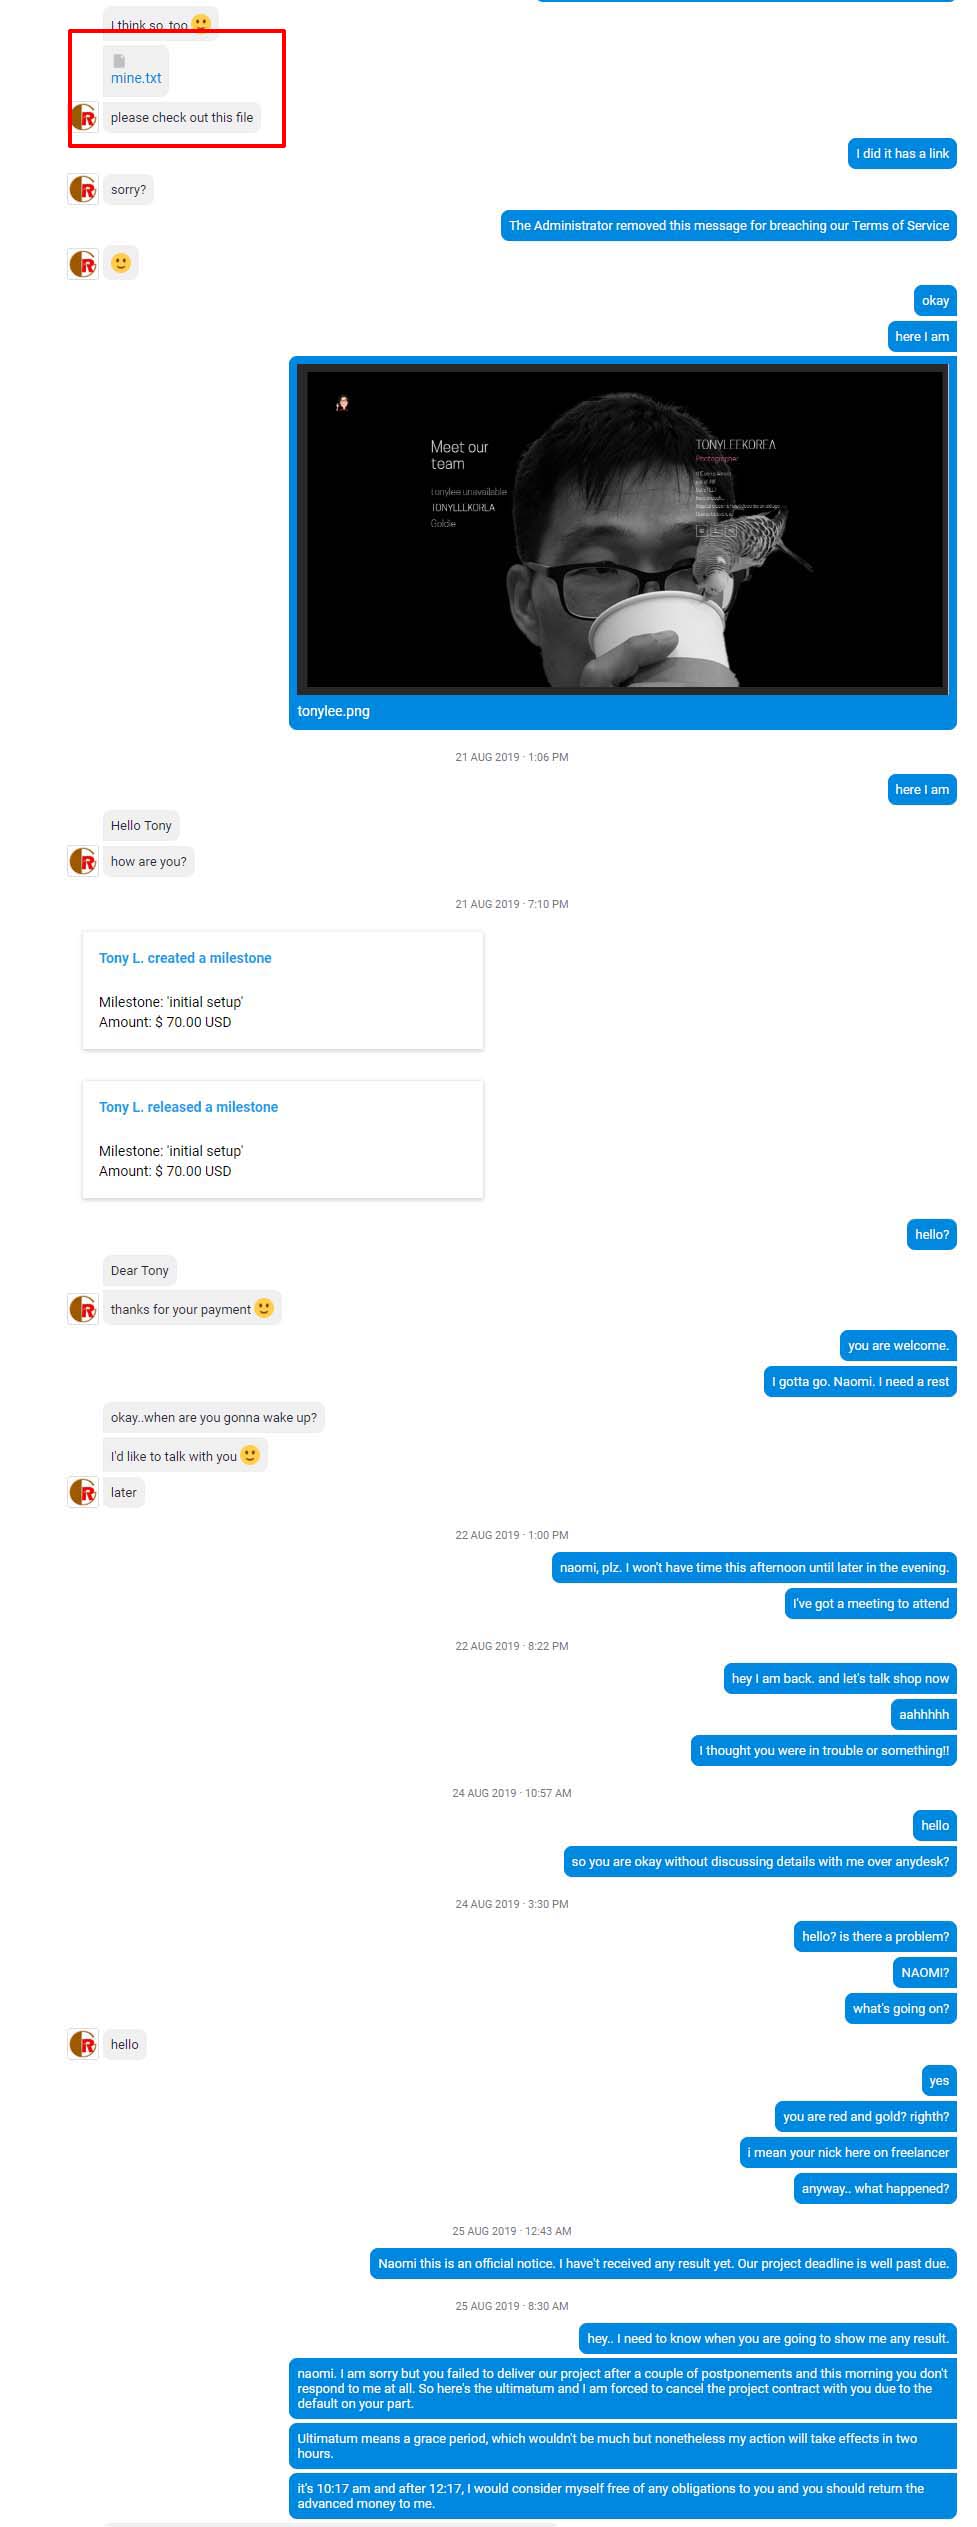 I think so, too
mine.txt
please check out this file
I did it has a link
sorry?
The Administrator removed this message for breaching our Terms of Service
okay
here I am
Meet our
team
Tonylee unavailable
TONYLEEKOREA
Goldie
TONYLEEKOREA
Photographer
tonylee.png
21 AUG 2019 · 1:06 PM
here I am
Hello Tony
how are you?
21 AUG 2019 · 7:10 PM
Tony L. created a milestone
Milestone: 'initial setup'
Amount: $ 70.00 USD
Tony L. released a milestone
Milestone: 'initial setup'
Amount: $ 70.00 USD
hello?
Dear Tony
thanks for your payment
you are welcome.
I gotta go. Naomi. I need a rest
okay..when are you gonna wake up?
I'd like to talk with you
later
22 AUG 2019 · 1:00 PM
naomi, plz. I won't have time this afternoon until later in the evening.
I've got a meeting to attend
22 AUG 2019 · 8:22 PM
hey I am back. and let's talk shop now
aahhhhh
I thought you were in trouble or something!!
24 AUG 2019 · 10:57 AM
hello
so you are okay without discussing details with me over anydesk?
24 AUG 2019 · 3:30 PM
hello? is there a problem?
NAOMI?
what's going on?
hello
yes
you are red and gold? righth?
i mean your nick here on freelancer
anyway.. what happened?
25 AUG 2019 · 12:43 AM
Naomi this is an official notice. I have't received any result yet. Our project deadline is well past due.
25 AUG 2019 · 8:30 AM
hey.. I need to know when you are going to show me any result.
naomi. I am sorry but you failed to deliver our project after a couple of postponements and this morning you don't
respond to me at all. So here's the ultimatum and I am forced to cancel the project contract with you due to the
default on your part.
Ultimatum means a grace period, which wouldn't be much but nonetheless my action will take effects in two
hours.
it's 10:17 am and after 12:17, I would consider myself free of any obligations to you and you should return the
advanced money to me.